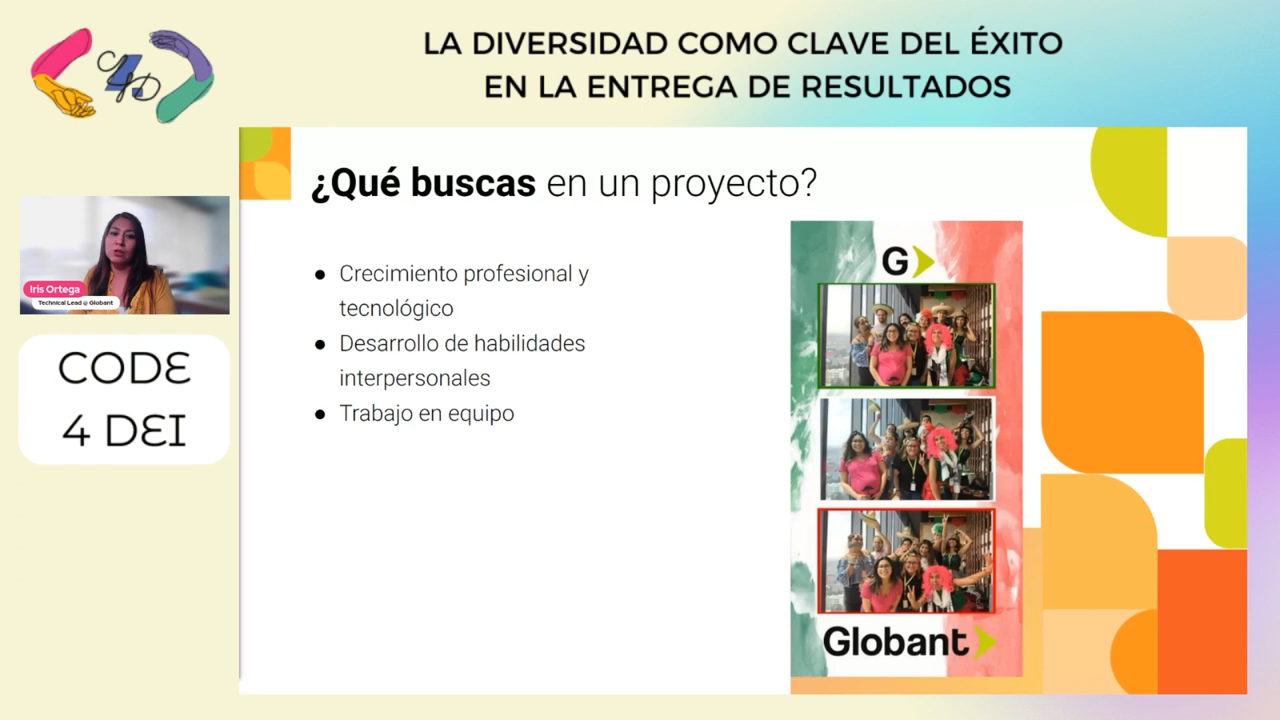 LA DIVERSIDAD COMO CLAVE DEL ÉXITO
EN LA ENTREGA DE RESULTADOS
¿Qué buscas en un proyecto?
● Crecimiento profesional y
tecnológico
● Desarrollo de habilidades
interpersonales
● Trabajo en equipo
G
Globant
Iris Ortega
Technical Lead @ Globant
CODE
4 DEI